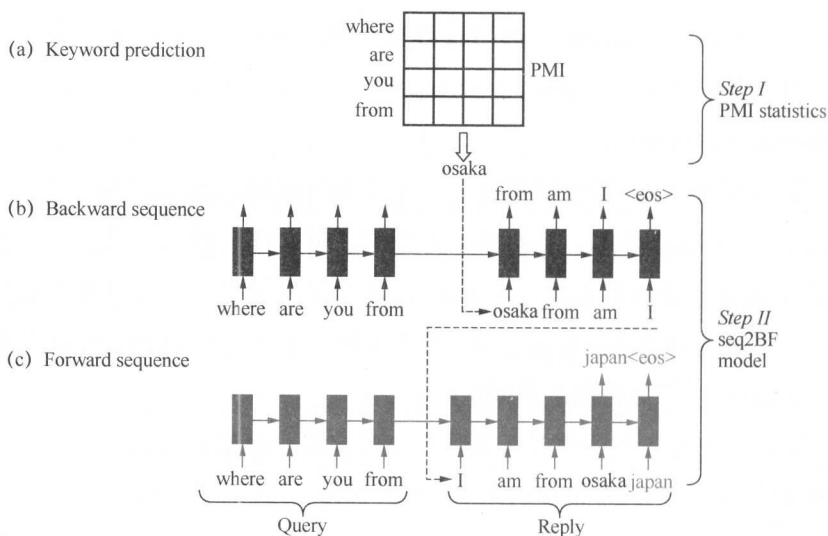 where
(a) Keyword prediction
are
you
PMI
from
Step I
PMI statistics
osaka
from am I <eos>
(b) Backward sequence
where are you from osaka from am I
Step II
seq2BF
model
(c) Forward sequence
japan<eos>
where are you from I am from osaka japan
Query Reply